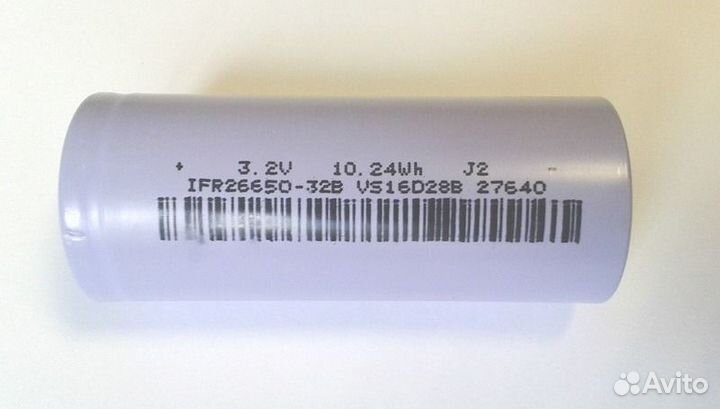 + 3.2V 10.24Wh J2 -
IFR26650-32B VS16D28B 27640
Avito